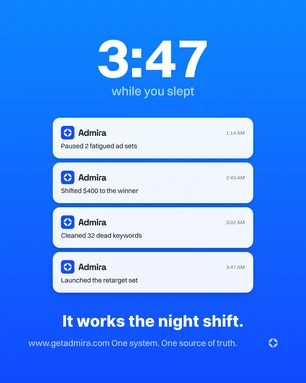 3:47
while you slept
Admira 1:14 AM
Paused 2 fatigued ad sets
Admira 2:43 AM
Shifted $400 to the winner
Admira 3:02 AM
Cleaned 32 dead keywords
Admira 3:47 AM
Launched the retarget set
It works the night shift.
www.getadmira.com One system. One source of truth.